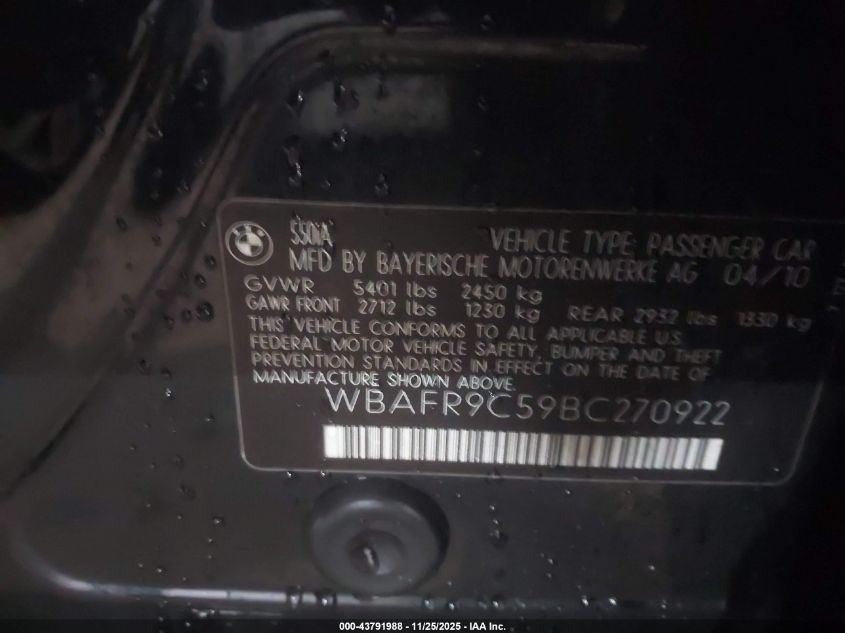 BMW
550iA VEHICLE TYPE: PASSENGER CAR
MFD BY BAYERISCHE MOTORENWERKE AG 04/10
GVWR 5401 lbs 2450 kg
GAWR FRONT 2712 lbs 1230 kg REAR 2932 lbs 1330 kg
THIS VEHICLE CONFORMS TO ALL APPLICABLE U.S.
FEDERAL MOTOR VEHICLE SAFETY, BUMPER AND THEFT
PREVENTION STANDARDS IN EFFECT ON THE DATE OF
MANUFACTURE SHOWN ABOVE.
WBAFR9C59BC270922
000-43791988 - 11/25/2025 - IAA Inc.